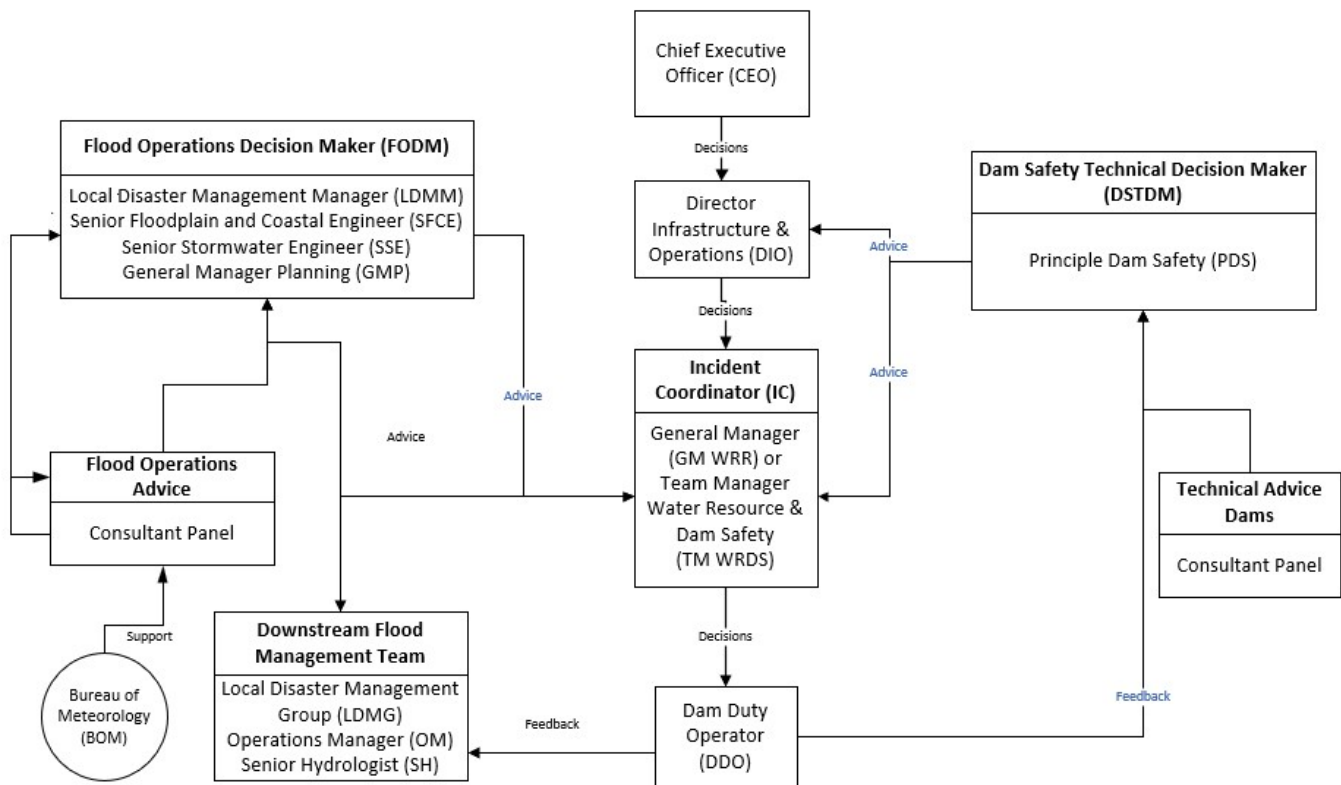 Chief Executive
Officer (CEO)
Decisions
Flood Operations Decision Maker (FODM)
Local Disaster Management Manager (LDMM)
Senior Floodplain and Coastal Engineer (SFCE)
Senior Stormwater Engineer (SSE)
General Manager Planning (GMP)
Director
Infrastructure &
Operations (DIO)
Dam Safety Technical Decision Maker
(DSTDM)
Principle Dam Safety (PDS)
Advice
Decisions
Advice
Advice
Advice
Incident
Coordinator (IC)
General Manager
(GM WRR) or
Team Manager
Water Resource &
Dam Safety
(TM WRDS)
Flood Operations
Advice
Consultant Panel
Technical Advice
Dams
Consultant Panel
Support
Bureau of
Meteorology
(BOM)
Downstream Flood
Management Team
Local Disaster Management
Group (LDMG)
Operations Manager (OM)
Senior Hydrologist (SH)
Decisions
Feedback
Dam Duty
Operator
(DDO)
Feedback